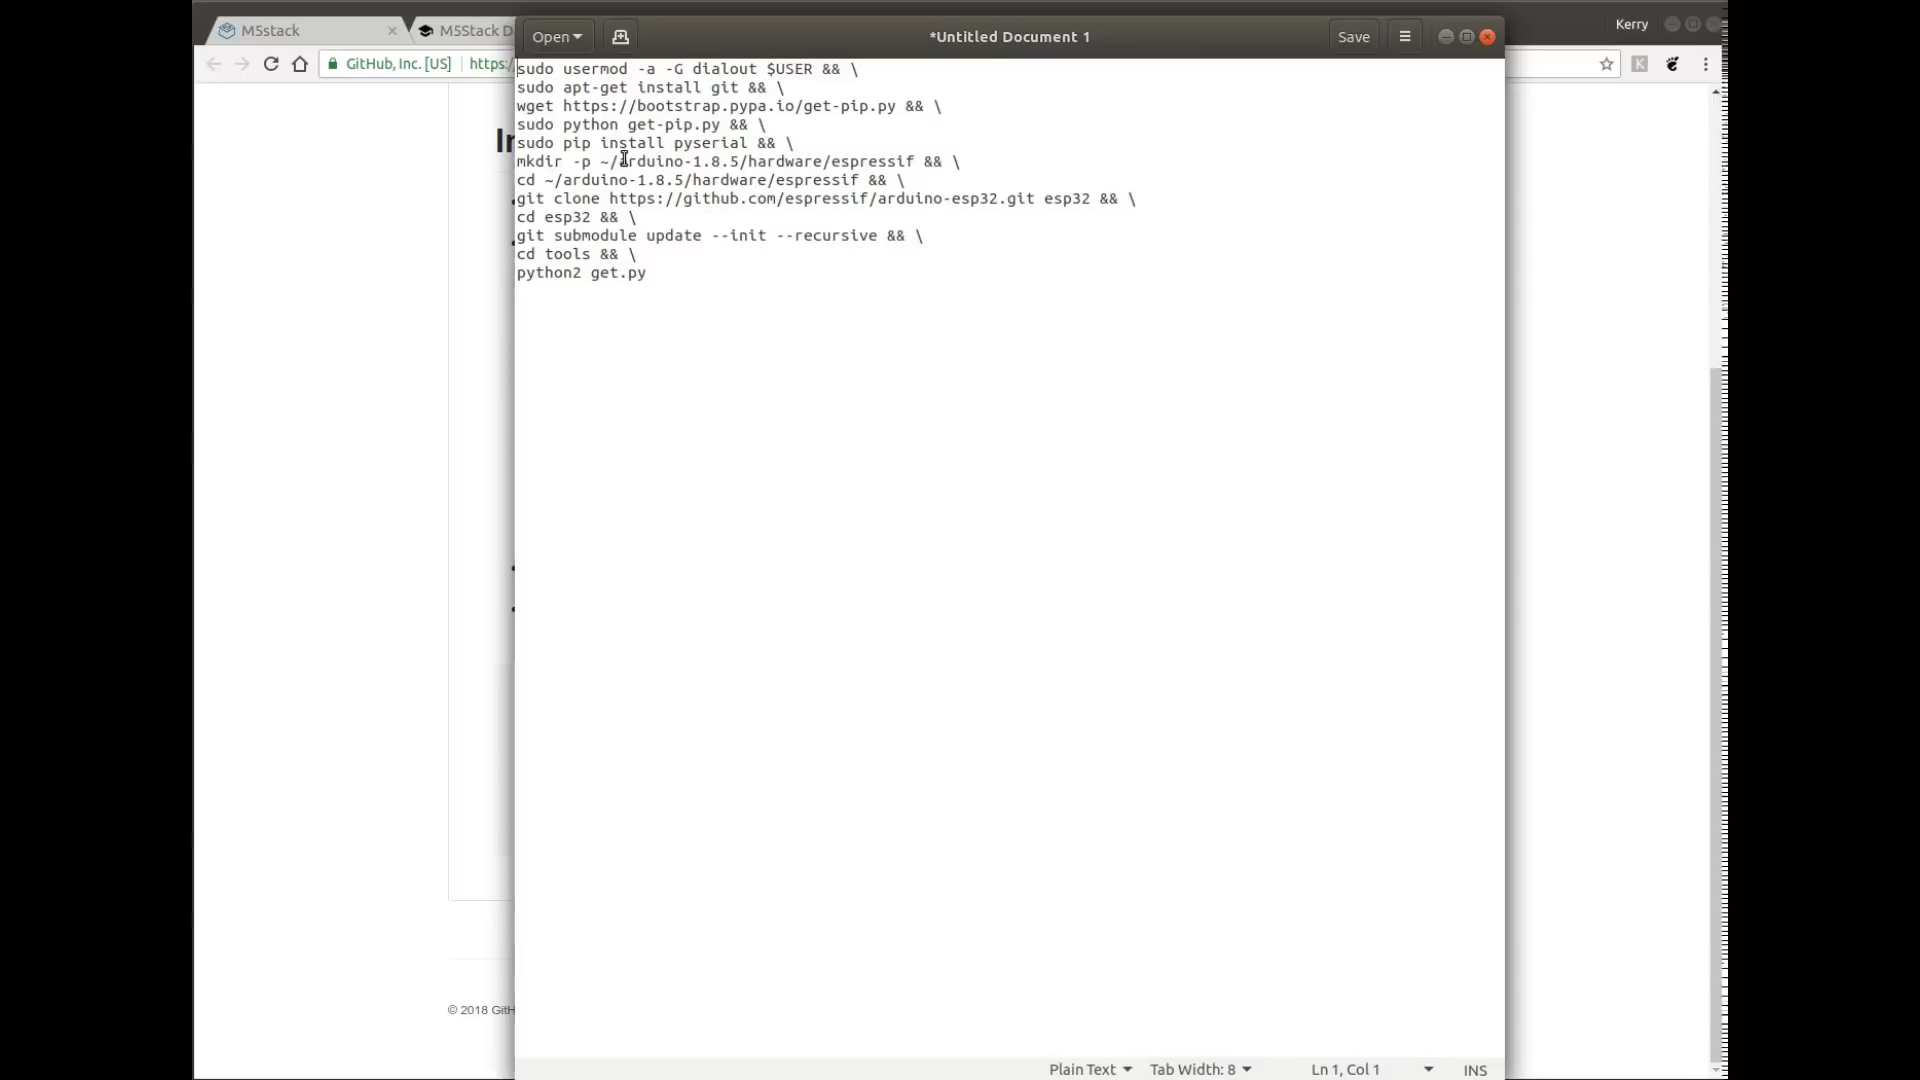 M5stack
M5Stack D
Kerry
Open
*Untitled Document 1
Save
GitHub, Inc. [US]
https:/
sudo usermod -a -G dialout $USER && \
sudo apt-get install git && \
wget https://bootstrap.pypa.io/get-pip.py && \
sudo python get-pip.py && \
sudo pip install pyserial && \
mkdir -p ~/arduino-1.8.5/hardware/espressif && \
cd ~/arduino-1.8.5/hardware/espressif && \
git clone https://github.com/espressif/arduino-esp32.git esp32 && \
cd esp32 && \
git submodule update --init --recursive && \
cd tools && \
python2 get.py
© 2018 GitH
Plain Text
Tab Width: 8
Ln 1, Col 1
INS